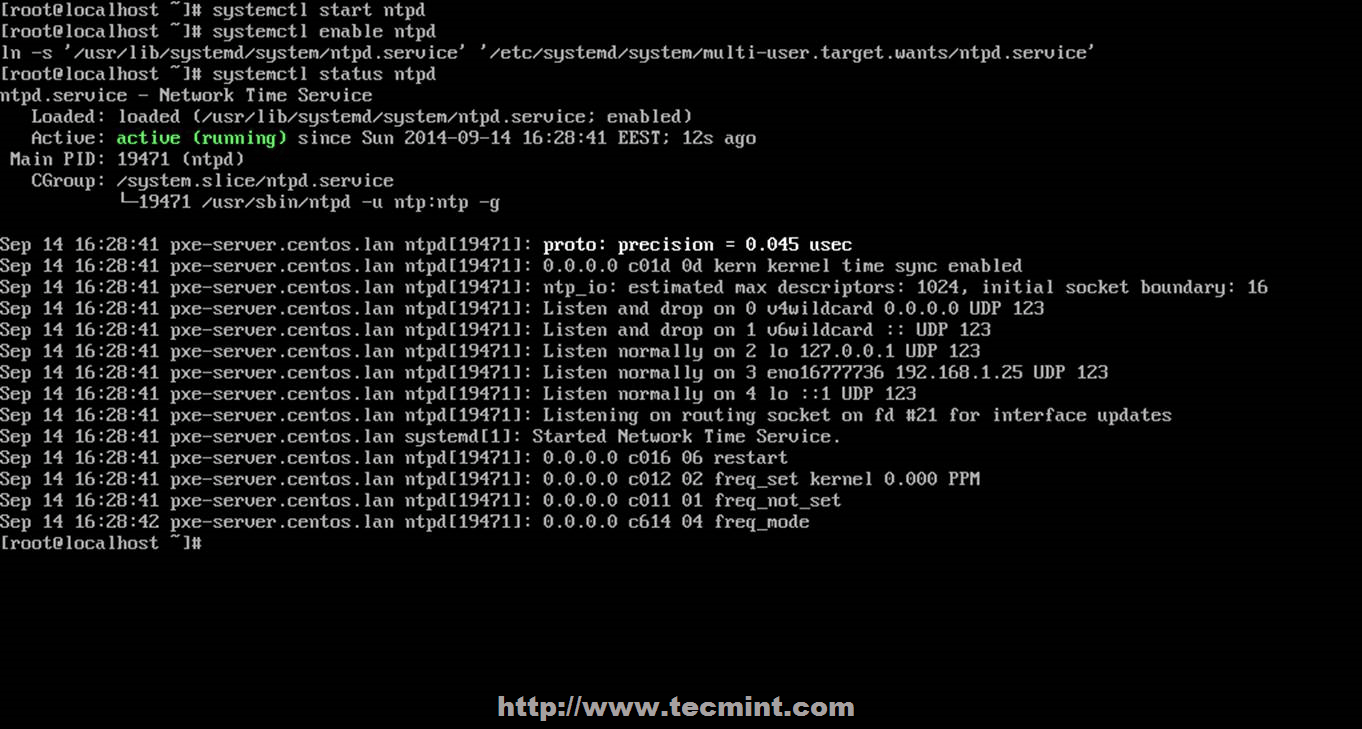 [root@localhost ~]# systemctl start ntpd
[root@localhost ~]# systemctl enable ntpd
ln -s '/usr/lib/systemd/system/ntpd.service' '/etc/systemd/system/multi-user.target.wants/ntpd.service'
[root@localhost ~]# systemctl status ntpd
ntpd.service - Network Time Service
   Loaded: loaded (/usr/lib/systemd/system/ntpd.service; enabled)
   Active: active (running) since Sun 2014-09-14 16:28:41 EEST; 12s ago
 Main PID: 19471 (ntpd)
   CGroup: /system.slice/ntpd.service
           └─19471 /usr/sbin/ntpd -u ntp:ntp -g
Sep 14 16:28:41 pxe-server.centos.lan ntpd[19471]: proto: precision = 0.045 usec
Sep 14 16:28:41 pxe-server.centos.lan ntpd[19471]: 0.0.0.0 c01d 0d kern kernel time sync enabled
Sep 14 16:28:41 pxe-server.centos.lan ntpd[19471]: ntp_io: estimated max descriptors: 1024, initial socket boundary: 16
Sep 14 16:28:41 pxe-server.centos.lan ntpd[19471]: Listen and drop on 0 v4wildcard 0.0.0.0 UDP 123
Sep 14 16:28:41 pxe-server.centos.lan ntpd[19471]: Listen and drop on 1 v6wildcard :: UDP 123
Sep 14 16:28:41 pxe-server.centos.lan ntpd[19471]: Listen normally on 2 lo 127.0.0.1 UDP 123
Sep 14 16:28:41 pxe-server.centos.lan ntpd[19471]: Listen normally on 3 eno16777736 192.168.1.25 UDP 123
Sep 14 16:28:41 pxe-server.centos.lan ntpd[19471]: Listen normally on 4 lo ::1 UDP 123
Sep 14 16:28:41 pxe-server.centos.lan ntpd[19471]: Listening on routing socket on fd #21 for interface updates
Sep 14 16:28:41 pxe-server.centos.lan systemd[1]: Started Network Time Service.
Sep 14 16:28:41 pxe-server.centos.lan ntpd[19471]: 0.0.0.0 c016 06 restart
Sep 14 16:28:41 pxe-server.centos.lan ntpd[19471]: 0.0.0.0 c012 02 freq_set kernel 0.000 PPM
Sep 14 16:28:41 pxe-server.centos.lan ntpd[19471]: 0.0.0.0 c011 01 freq_not_set
Sep 14 16:28:42 pxe-server.centos.lan ntpd[19471]: 0.0.0.0 c614 04 freq_mode
[root@localhost ~]#
http://www.tecmint.com